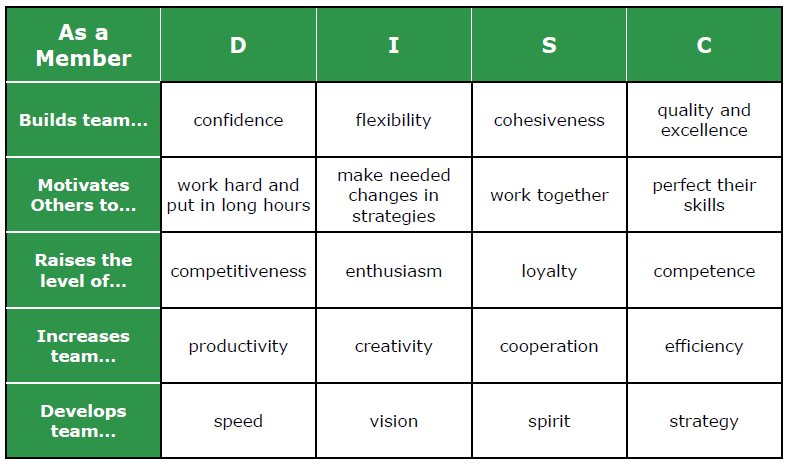 As a
Member
D
I
S
C
Builds team...
confidence
flexibility
cohesiveness
quality and
excellence
Motivates
Others to...
work hard and
put in long hours
make needed
changes in
strategies
work together
perfect their
skills
Raises the
level of...
competitiveness
enthusiasm
loyalty
competence
Increases
team...
productivity
creativity
cooperation
efficiency
Develops
team...
speed
vision
spirit
strategy